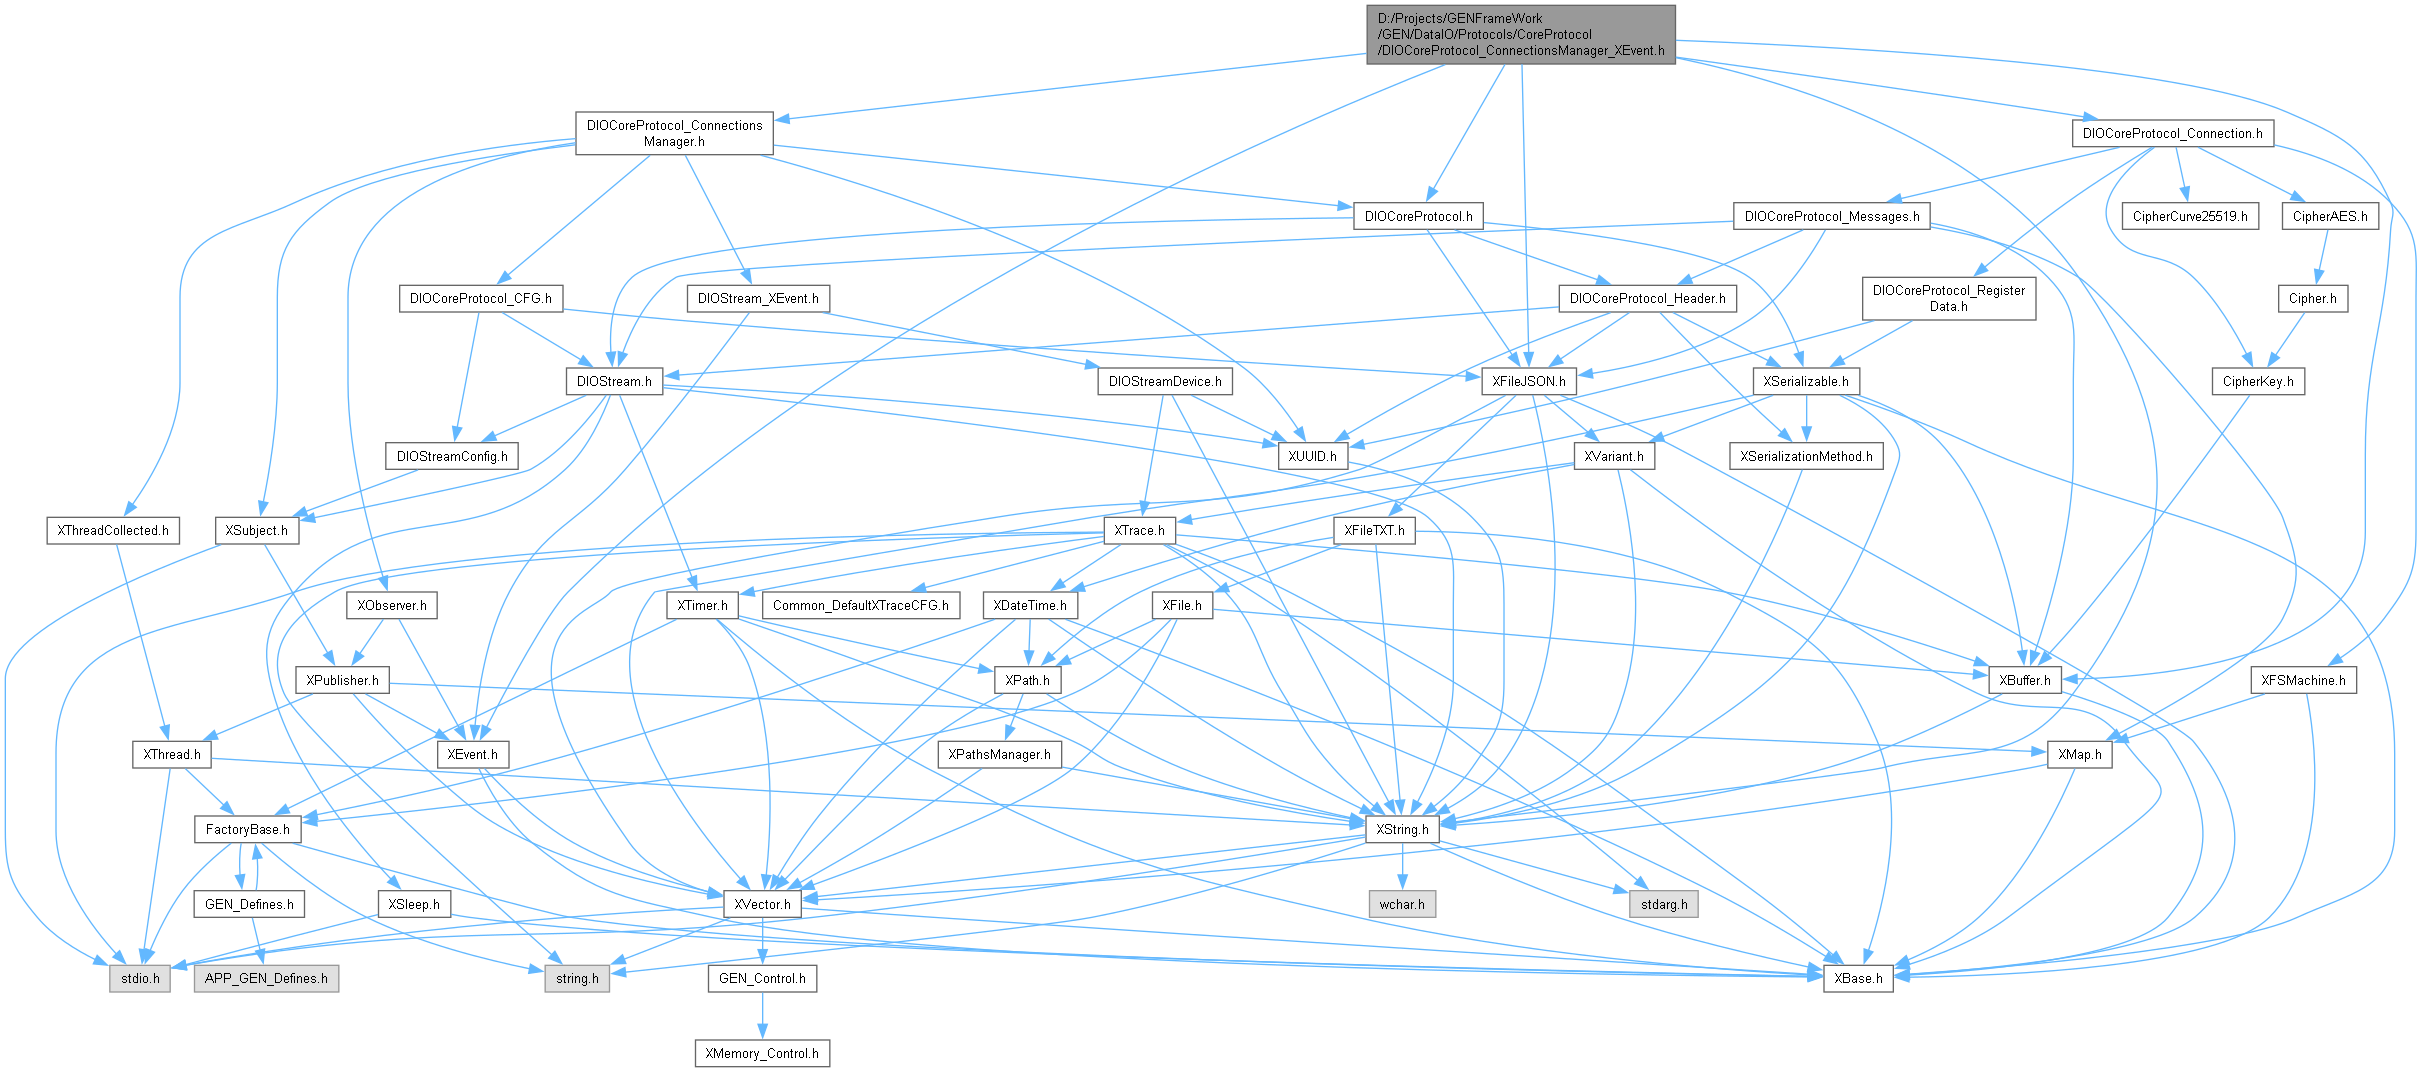 D:/Projects/GENFrameWork
/GEN/DataIO/Protocols/CoreProtocol
/DIOCoreProtocol_ConnectionsManager_XEvent.h
DIOCoreProtocol_Connections
Manager.h
DIOCoreProtocol_Connection.h
DIOCoreProtocol.h
DIOCoreProtocol_Messages.h
CipherCurve25519.h
CipherAES.h
DIOCoreProtocol_CFG.h
DIOStream_XEvent.h
DIOCoreProtocol_Header.h
DIOCoreProtocol_Register
Data.h
Cipher.h
DIOStream.h
DIOStreamDevice.h
XFileJSON.h
XSerializable.h
CipherKey.h
DIOStreamConfig.h
XUUID.h
XVariant.h
XSerializationMethod.h
XThreadCollected.h
XSubject.h
XTrace.h
XFileTXT.h
XObserver.h
XTimer.h
Common_DefaultXTraceCFG.h
XDateTime.h
XFile.h
XPublisher.h
XPath.h
XBuffer.h
XFSMachine.h
XThread.h
XEvent.h
XPathsManager.h
XMap.h
FactoryBase.h
XString.h
GEN_Defines.h
XSleep.h
XVector.h
wchar.h
stdarg.h
stdio.h
APP_GEN_Defines.h
string.h
GEN_Control.h
XBase.h
XMemory_Control.h